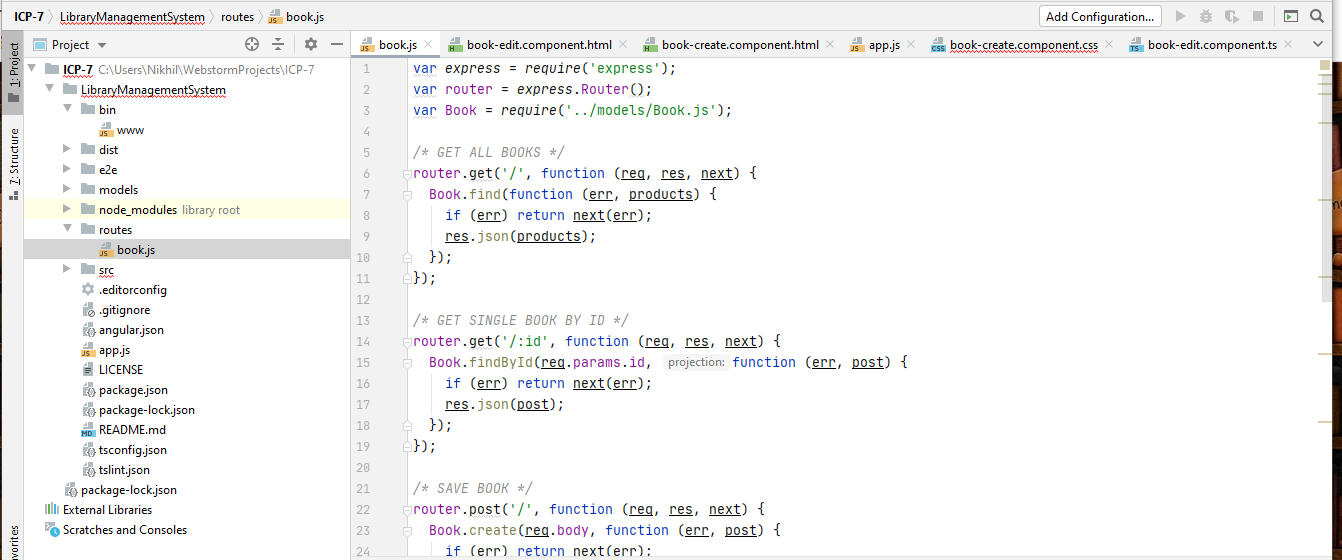 ICP-7 LibraryManagementSystem routes book.js Add Configuration...
Project
book.js book-edit.component.html book-create.component.html app.js book-create.component.css book-edit.component.ts
1: Project
7: Structure
avorites
ICP-7 C:\Users\Nikhil\WebstormProjects\ICP-7
LibraryManagementSystem
bin
www
dist
e2e
models
node_modules library root
routes
book.js
src
.editorconfig
.gitignore
angular.json
app.js
LICENSE
package.json
package-lock.json
README.md
tsconfig.json
tslint.json
package-lock.json
External Libraries
Scratches and Consoles
1 var express = require('express');
2 var router = express.Router();
3 var Book = require('../models/Book.js');
4
5 /* GET ALL BOOKS */
6 router.get('/', function (req, res, next) {
7 Book.find(function (err, products) {
8 if (err) return next(err);
9 res.json(products);
10 });
11 });
12
13 /* GET SINGLE BOOK BY ID */
14 router.get('/:id', function (req, res, next) {
15 Book.findById(req.params.id, projection: function (err, post) {
16 if (err) return next(err);
17 res.json(post);
18 });
19 });
20
21 /* SAVE BOOK */
22 router.post('/', function (req, res, next) {
23 Book.create(req.body, function (err, post) {
24 if (err) return next(err);